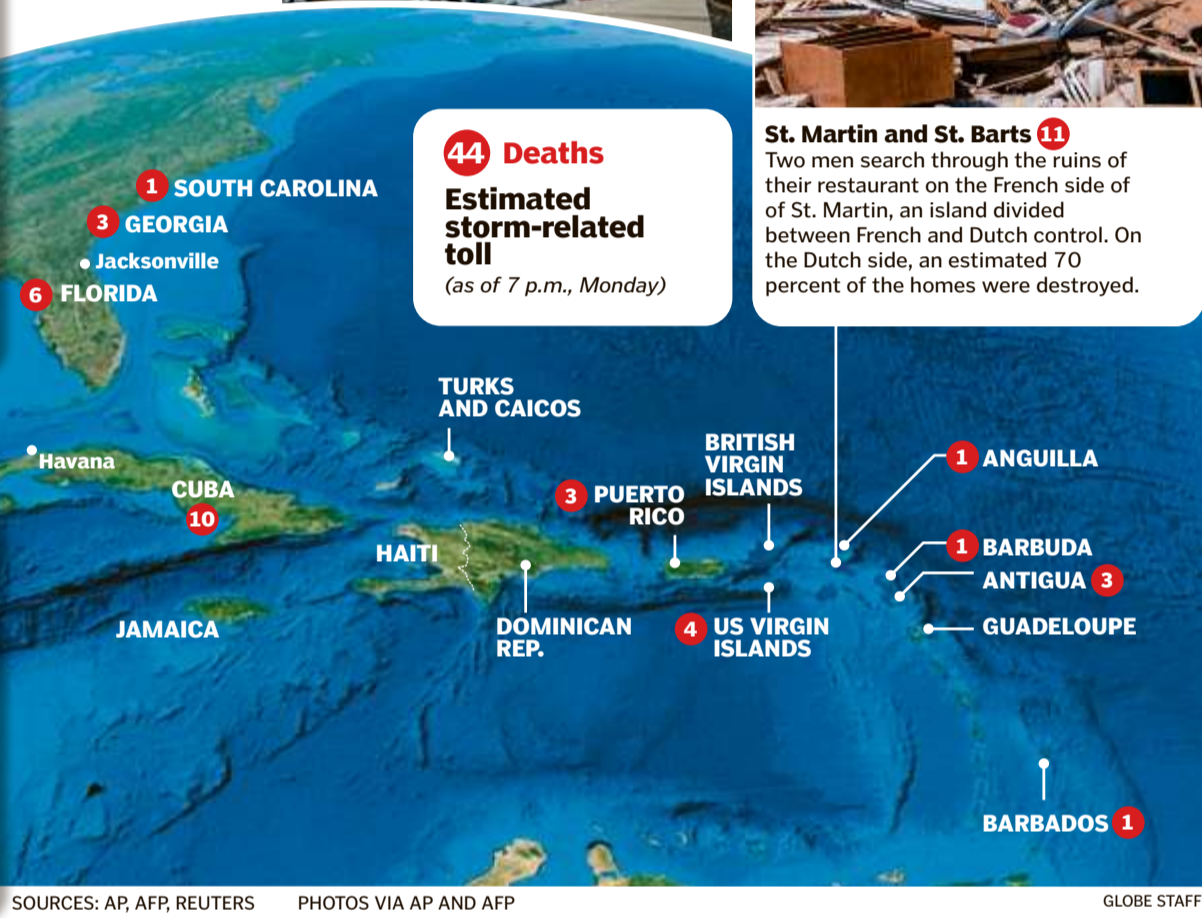 44 Deaths
Estimated
storm-related
toll
(as of 7 p.m., Monday)
St. Martin and St. Barts 11
Two men search through the ruins of
their restaurant on the French side of
of St. Martin, an island divided
between French and Dutch control. On
the Dutch side, an estimated 70
percent of the homes were destroyed.
1 SOUTH CAROLINA
3 GEORGIA
Jacksonville
6 FLORIDA
TURKS
AND CAICOS
Havana
CUBA
10
3 PUERTO
RICO
BRITISH
VIRGIN
ISLANDS
1 ANGUILLA
HAITI
1 BARBUDA
ANTIGUA 3
JAMAICA
DOMINICAN
REP.
4 US VIRGIN
ISLANDS
GUADELOUPE
BARBADOS 1
SOURCES: AP, AFP, REUTERS PHOTOS VIA AP AND AFP
GLOBE STAFF